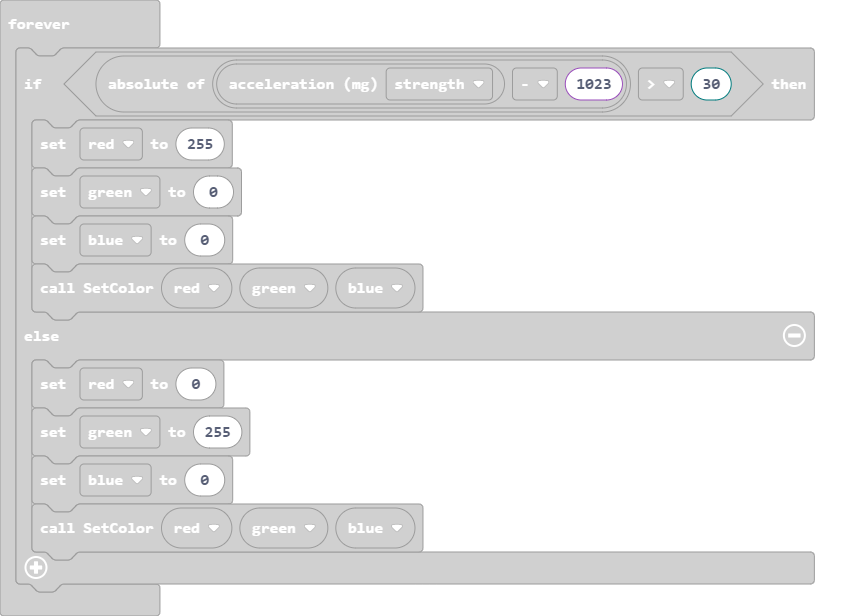 forever
if absolute of acceleration (mg) strength - 1023 > 30 then
set red to 255
set green to 0
set blue to 0
call SetColor red green blue
else
set red to 0
set green to 255
set blue to 0
call SetColor red green blue